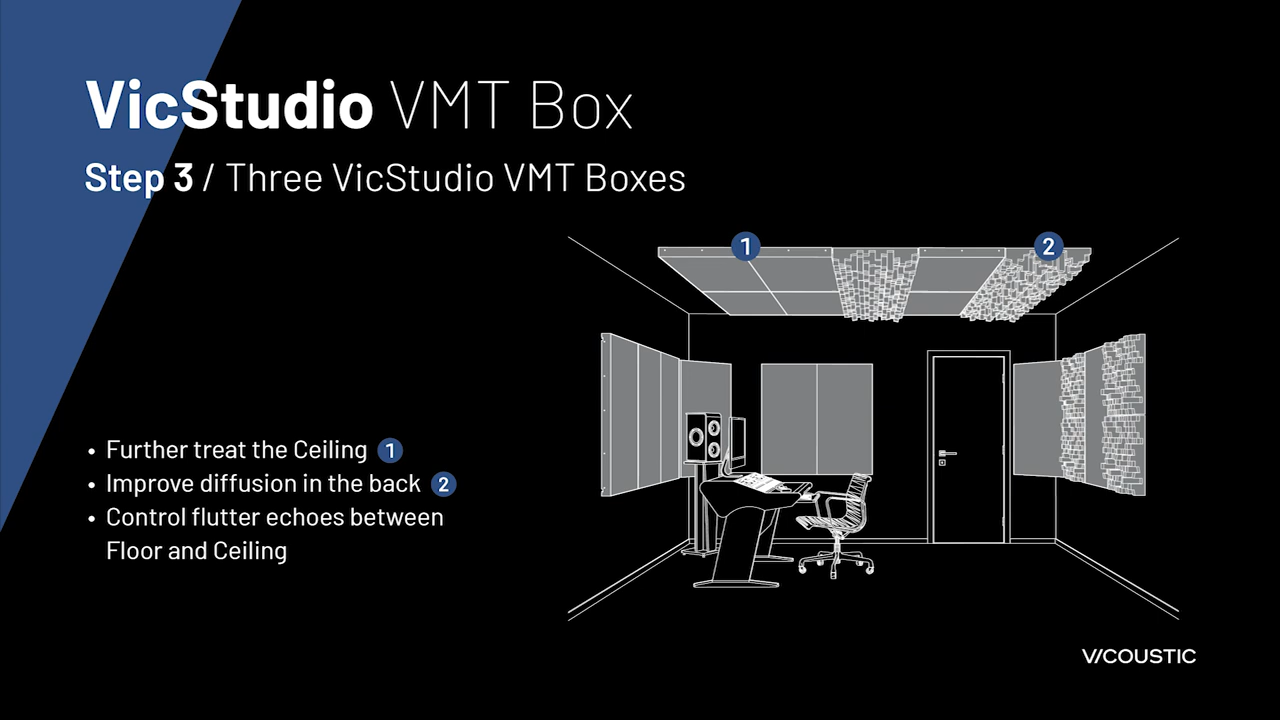 VicStudio VMT Box
Step 3 / Three VicStudio VMT Boxes
1
2
• Further treat the Ceiling 1
• Improve diffusion in the back 2
• Control flutter echoes between
Floor and Ceiling
VICOUSTIC